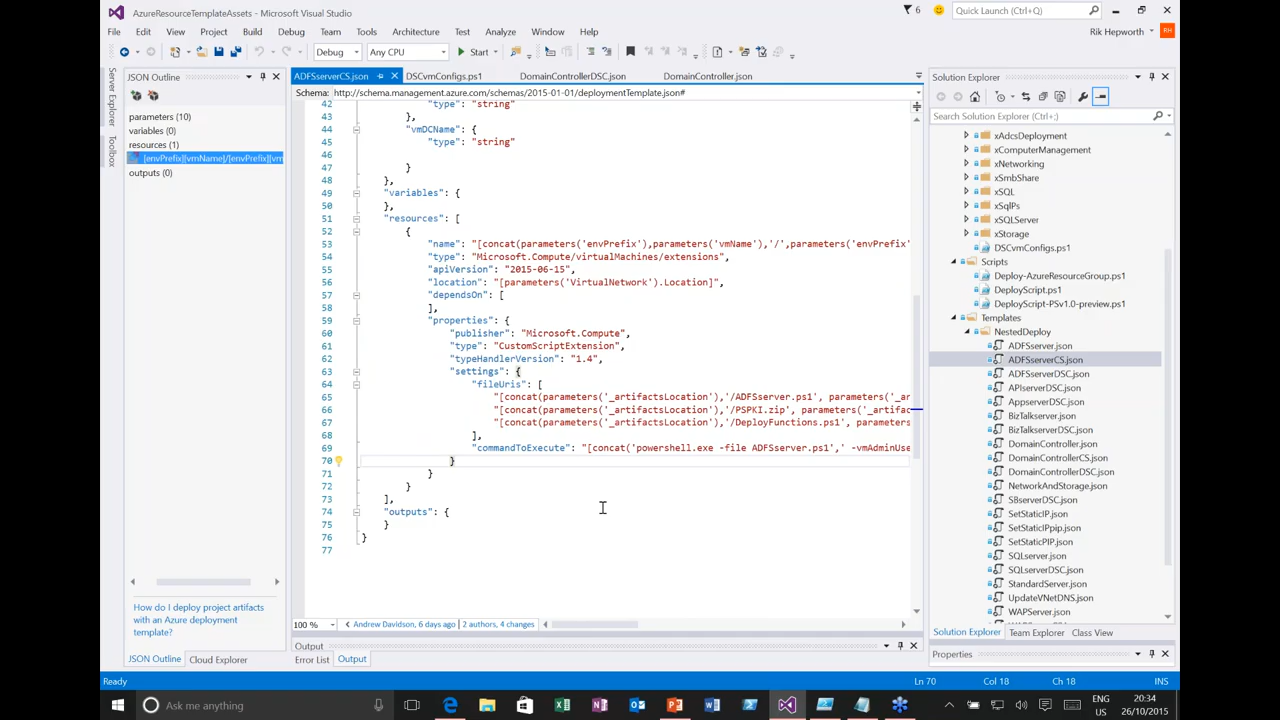 AzureResourceTemplateAssets - Microsoft Visual Studio
6
Quick Launch (Ctrl+Q)
File Edit View Project Build Debug Team Tools Architecture Test Analyze Window Help
Rik Hepworth RH
Debug Any CPU Start
Server Explorer
Toolbox
JSON Outline
parameters (10)
variables (0)
resources (1)
[envPrefix][vmName]/[envPrefix][vm
outputs (0)
How do I deploy project artifacts
with an Azure deployment
template?
JSON Outline Cloud Explorer
ADFSserverCS.json DSCvmConfigs.ps1 DomainControllerDSC.json DomainController.json
Schema: http://schema.management.azure.com/schemas/2015-01-01/deploymentTemplate.json#
42 "type": "string"
43 },
44 "vmDCName": {
45 "type": "string"
46
47 }
48 },
49 "variables": {
50 },
51 "resources": [
52 {
53 "name": "[concat(parameters('envPrefix'),parameters('vmName'),'/',parameters('envPrefix'
54 "type": "Microsoft.Compute/virtualMachines/extensions",
55 "apiVersion": "2015-06-15",
56 "location": "[parameters('VirtualNetwork').Location]",
57 "dependsOn": [
58 ],
59 "properties": {
60 "publisher": "Microsoft.Compute",
61 "type": "CustomScriptExtension",
62 "typeHandlerVersion": "1.4",
63 "settings": {
64 "fileUris": [
65 "[concat(parameters('_artifactsLocation'),'/ADFSserver.ps1', parameters('_ar
66 "[concat(parameters('_artifactsLocation'),'/PSPKI.zip', parameters('_artifac
67 "[concat(parameters('_artifactsLocation'),'/DeployFunctions.ps1', parameters
68 ],
69 "commandToExecute": "[concat('powershell.exe -file ADFSserver.ps1',' -vmAdminUse
70 }
71 }
72 }
73 ],
74 "outputs": {
75 }
76 }
77
100 % Andrew Davidson, 6 days ago | 2 authors, 4 changes
Output
Error List Output
Solution Explorer
Search Solution Explorer (Ctrl+;)
xAdcsDeployment
xComputerManagement
xNetworking
xSmbShare
xSQL
xSqlPs
xSQLServer
xStorage
DSCvmConfigs.ps1
Scripts
Deploy-AzureResourceGroup.ps1
DeployScript.ps1
DeployScript-PSv1.0-preview.ps1
Templates
NestedDeploy
ADFSserver.json
ADFSserverCS.json
ADFSserverDSC.json
APIserverDSC.json
AppserverDSC.json
BizTalkserver.json
BizTalkserverDSC.json
DomainController.json
DomainControllerCS.json
DomainControllerDSC.json
NetworkAndStorage.json
SBserverDSC.json
SetStaticIP.json
SetStaticIPpip.json
SetStaticPIP.json
SQLserver.json
SQLserverDSC.json
StandardServer.json
UpdateVNetDNS.json
WAPServer.json
Solution Explorer Team Explorer Class View
Properties
Ready Ln 70 Col 18 Ch 18 INS
Ask me anything
ENG
UK
20:34
26/10/2015